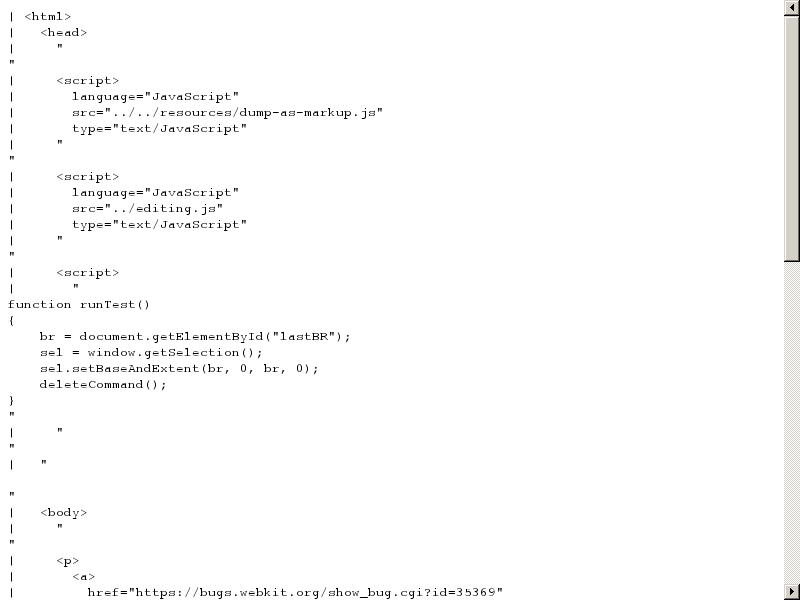 | <html>
|   <head>
|     "
"
|     <script>
|       language="JavaScript"
|       src="../../resources/dump-as-markup.js"
|       type="text/JavaScript"
|     "
"
|     <script>
|       language="JavaScript"
|       src="../editing.js"
|       type="text/JavaScript"
|     "
"
|     <script>
|       "
function runTest()
{
    br = document.getElementById("lastBR");
    sel = window.getSelection();
    sel.setBaseAndExtent(br, 0, br, 0);
    deleteCommand();
}
"
|     "
"
|   "

"
|   <body>
|     "
"
|     <p>
|       <a>
|         href="https://bugs.webkit.org/show_bug.cgi?id=35369"